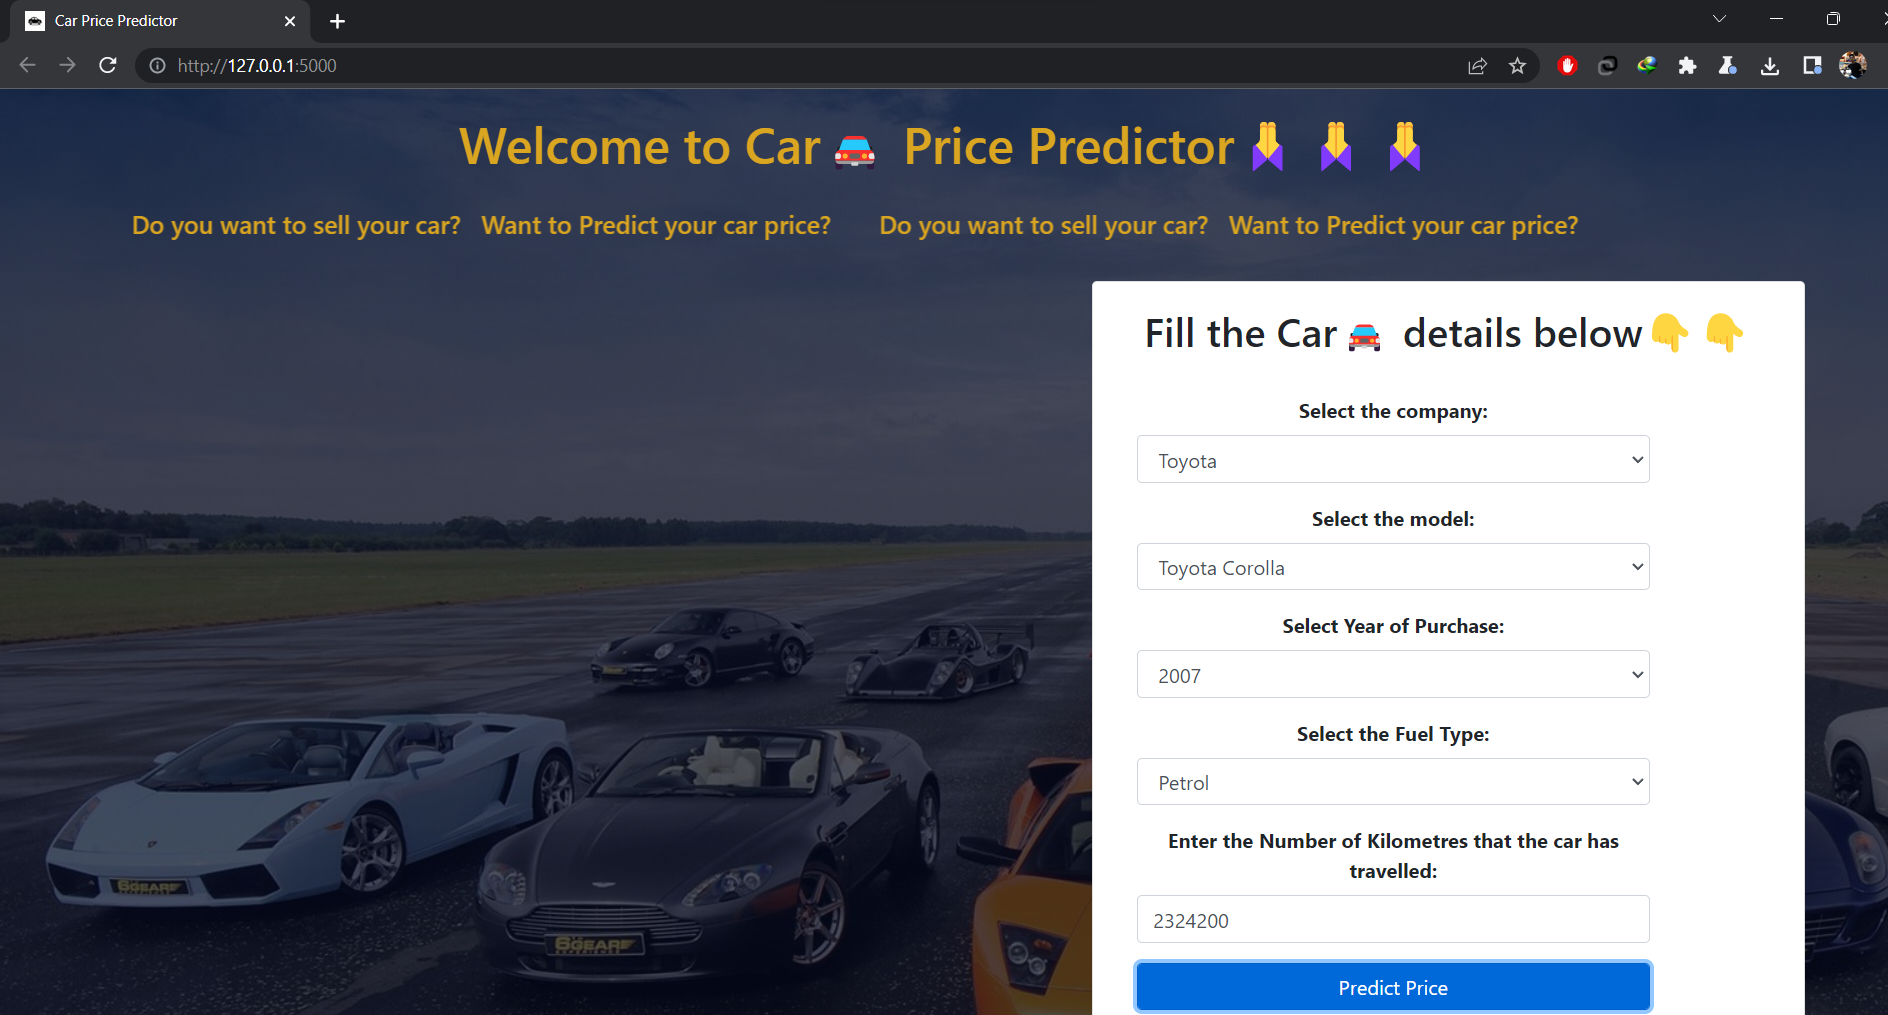 Car Price Predictor
http://127.0.0.1:5000
Welcome to Car🚘 Price Predictor🙏 🙏 🙏
Do you want to sell your car? Want to Predict your car price? Do you want to sell your car? Want to Predict your car price?
Fill the Car🚘 details below👇 👇
Select the company:
Toyota
Select the model:
Toyota Corolla
Select Year of Purchase:
2007
Select the Fuel Type:
Petrol
Enter the Number of Kilometres that the car has
travelled:
2324200
Predict Price
6GEAR
6GEAR
EXPERIENCE